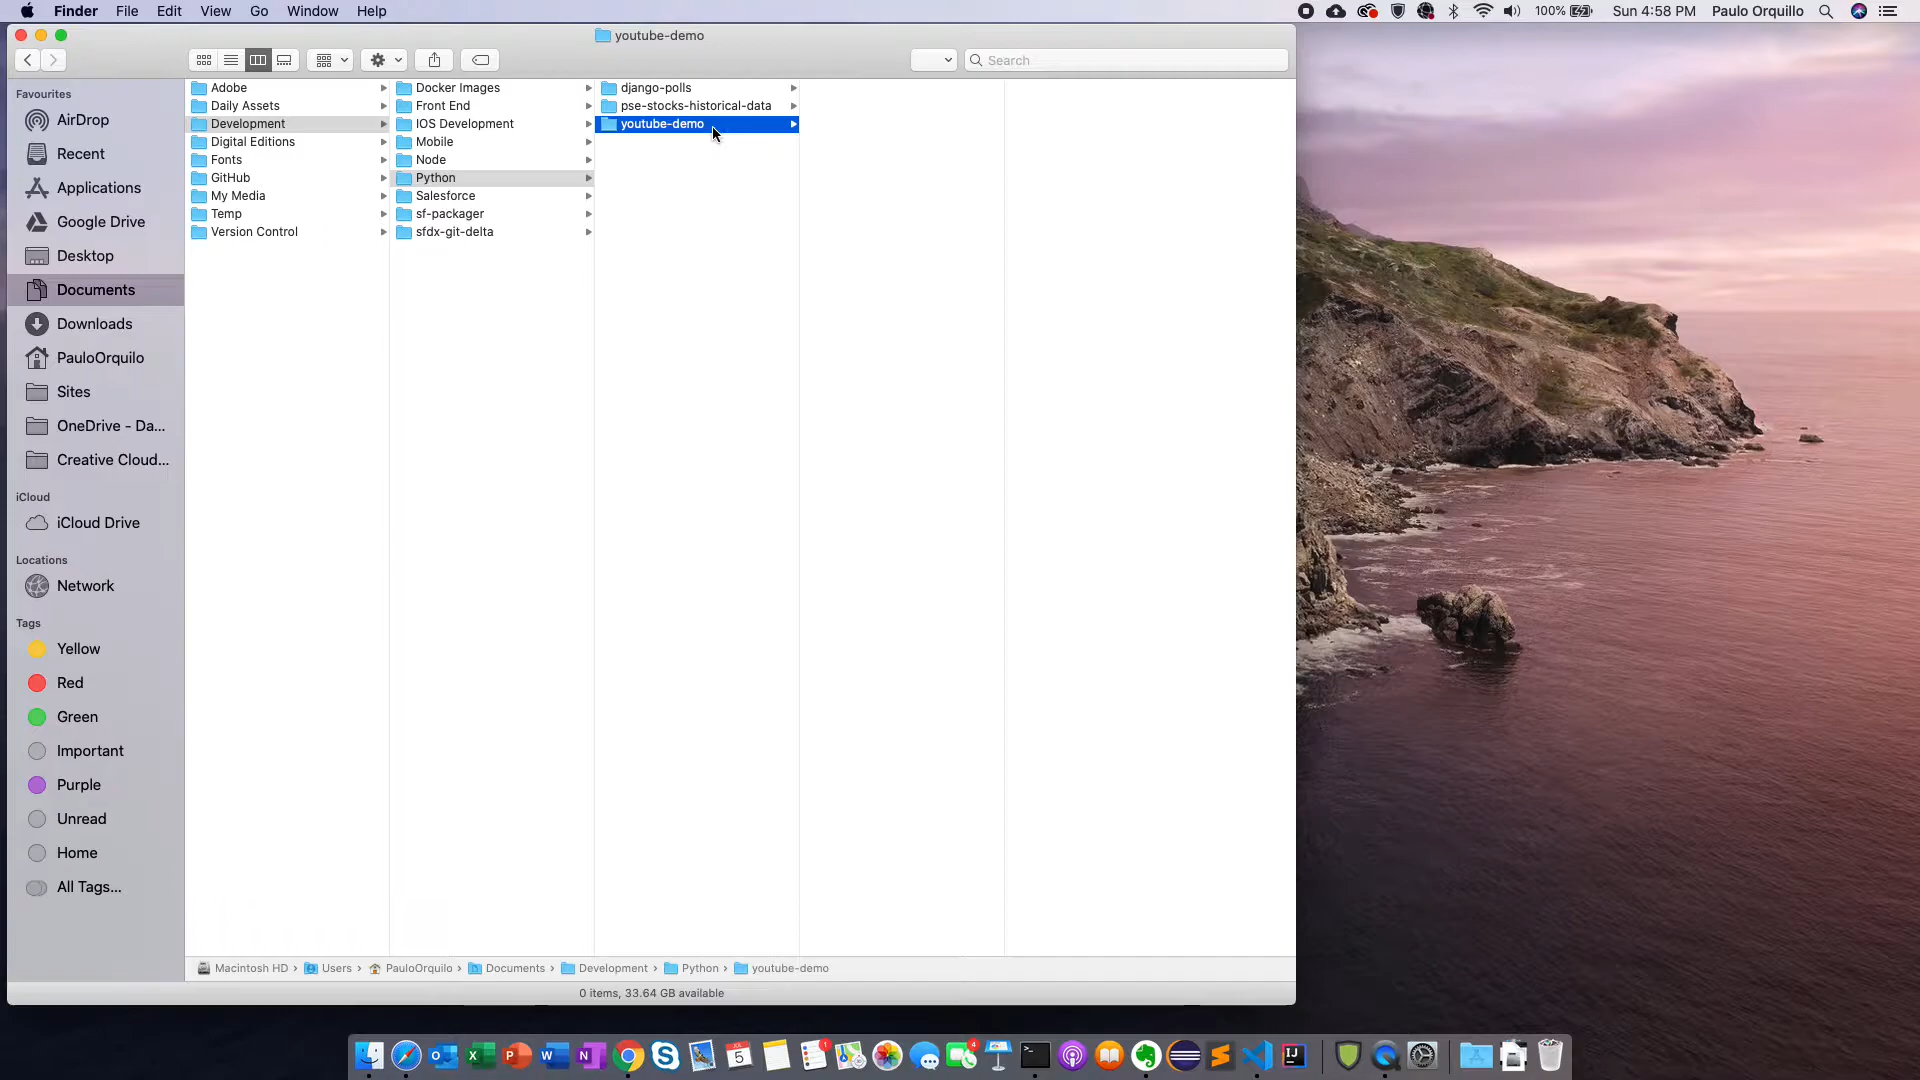 Finder File Edit View Go Window Help 100% Sun 4:58 PM Paulo Orquillo
youtube-demo
Search
Favourites
AirDrop
Recent
Applications
Google Drive
Desktop
Documents
Downloads
PauloOrquilo
Sites
OneDrive - Da...
Creative Cloud...
iCloud
iCloud Drive
Locations
Network
Tags
Yellow
Red
Green
Important
Purple
Unread
Home
All Tags...
Adobe
Daily Assets
Development
Digital Editions
Fonts
GitHub
My Media
Temp
Version Control
Docker Images
Front End
IOS Development
Mobile
Node
Python
Salesforce
sf-packager
sfdx-git-delta
django-polls
pse-stocks-historical-data
youtube-demo
Macintosh HD › Users › PauloOrquilo › Documents › Development › Python › youtube-demo
0 items, 33.64 GB available